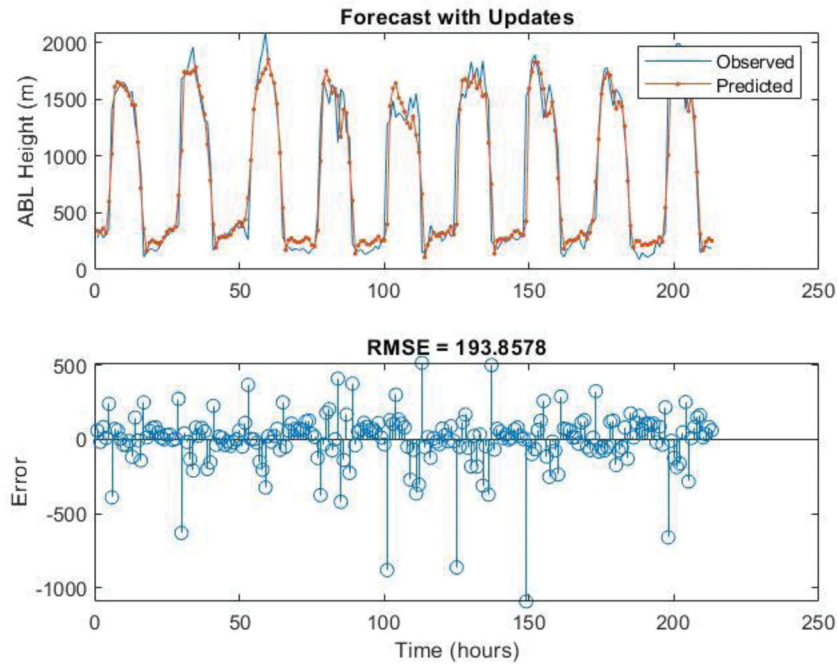 Forecast with Updates
2000
1500
1000
500
0
ABL Height (m)
Observed
Predicted
0 50 100 150 200 250
RMSE = 193.8578
500
0
-500
-1000
Error
0 50 100 150 200 250
Time (hours)